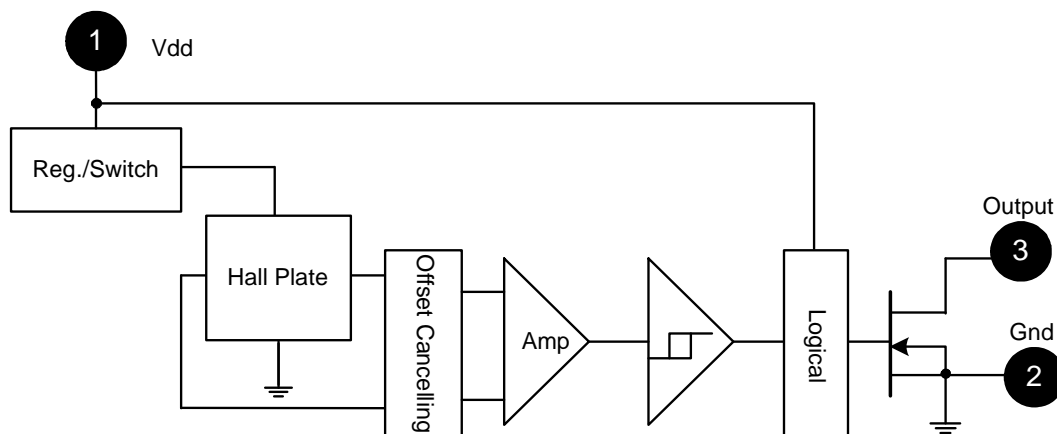 1
Vdd
Reg./Switch
Output
3
Hall Plate
Offset Cancelling
Amp
Logical
Gnd
2